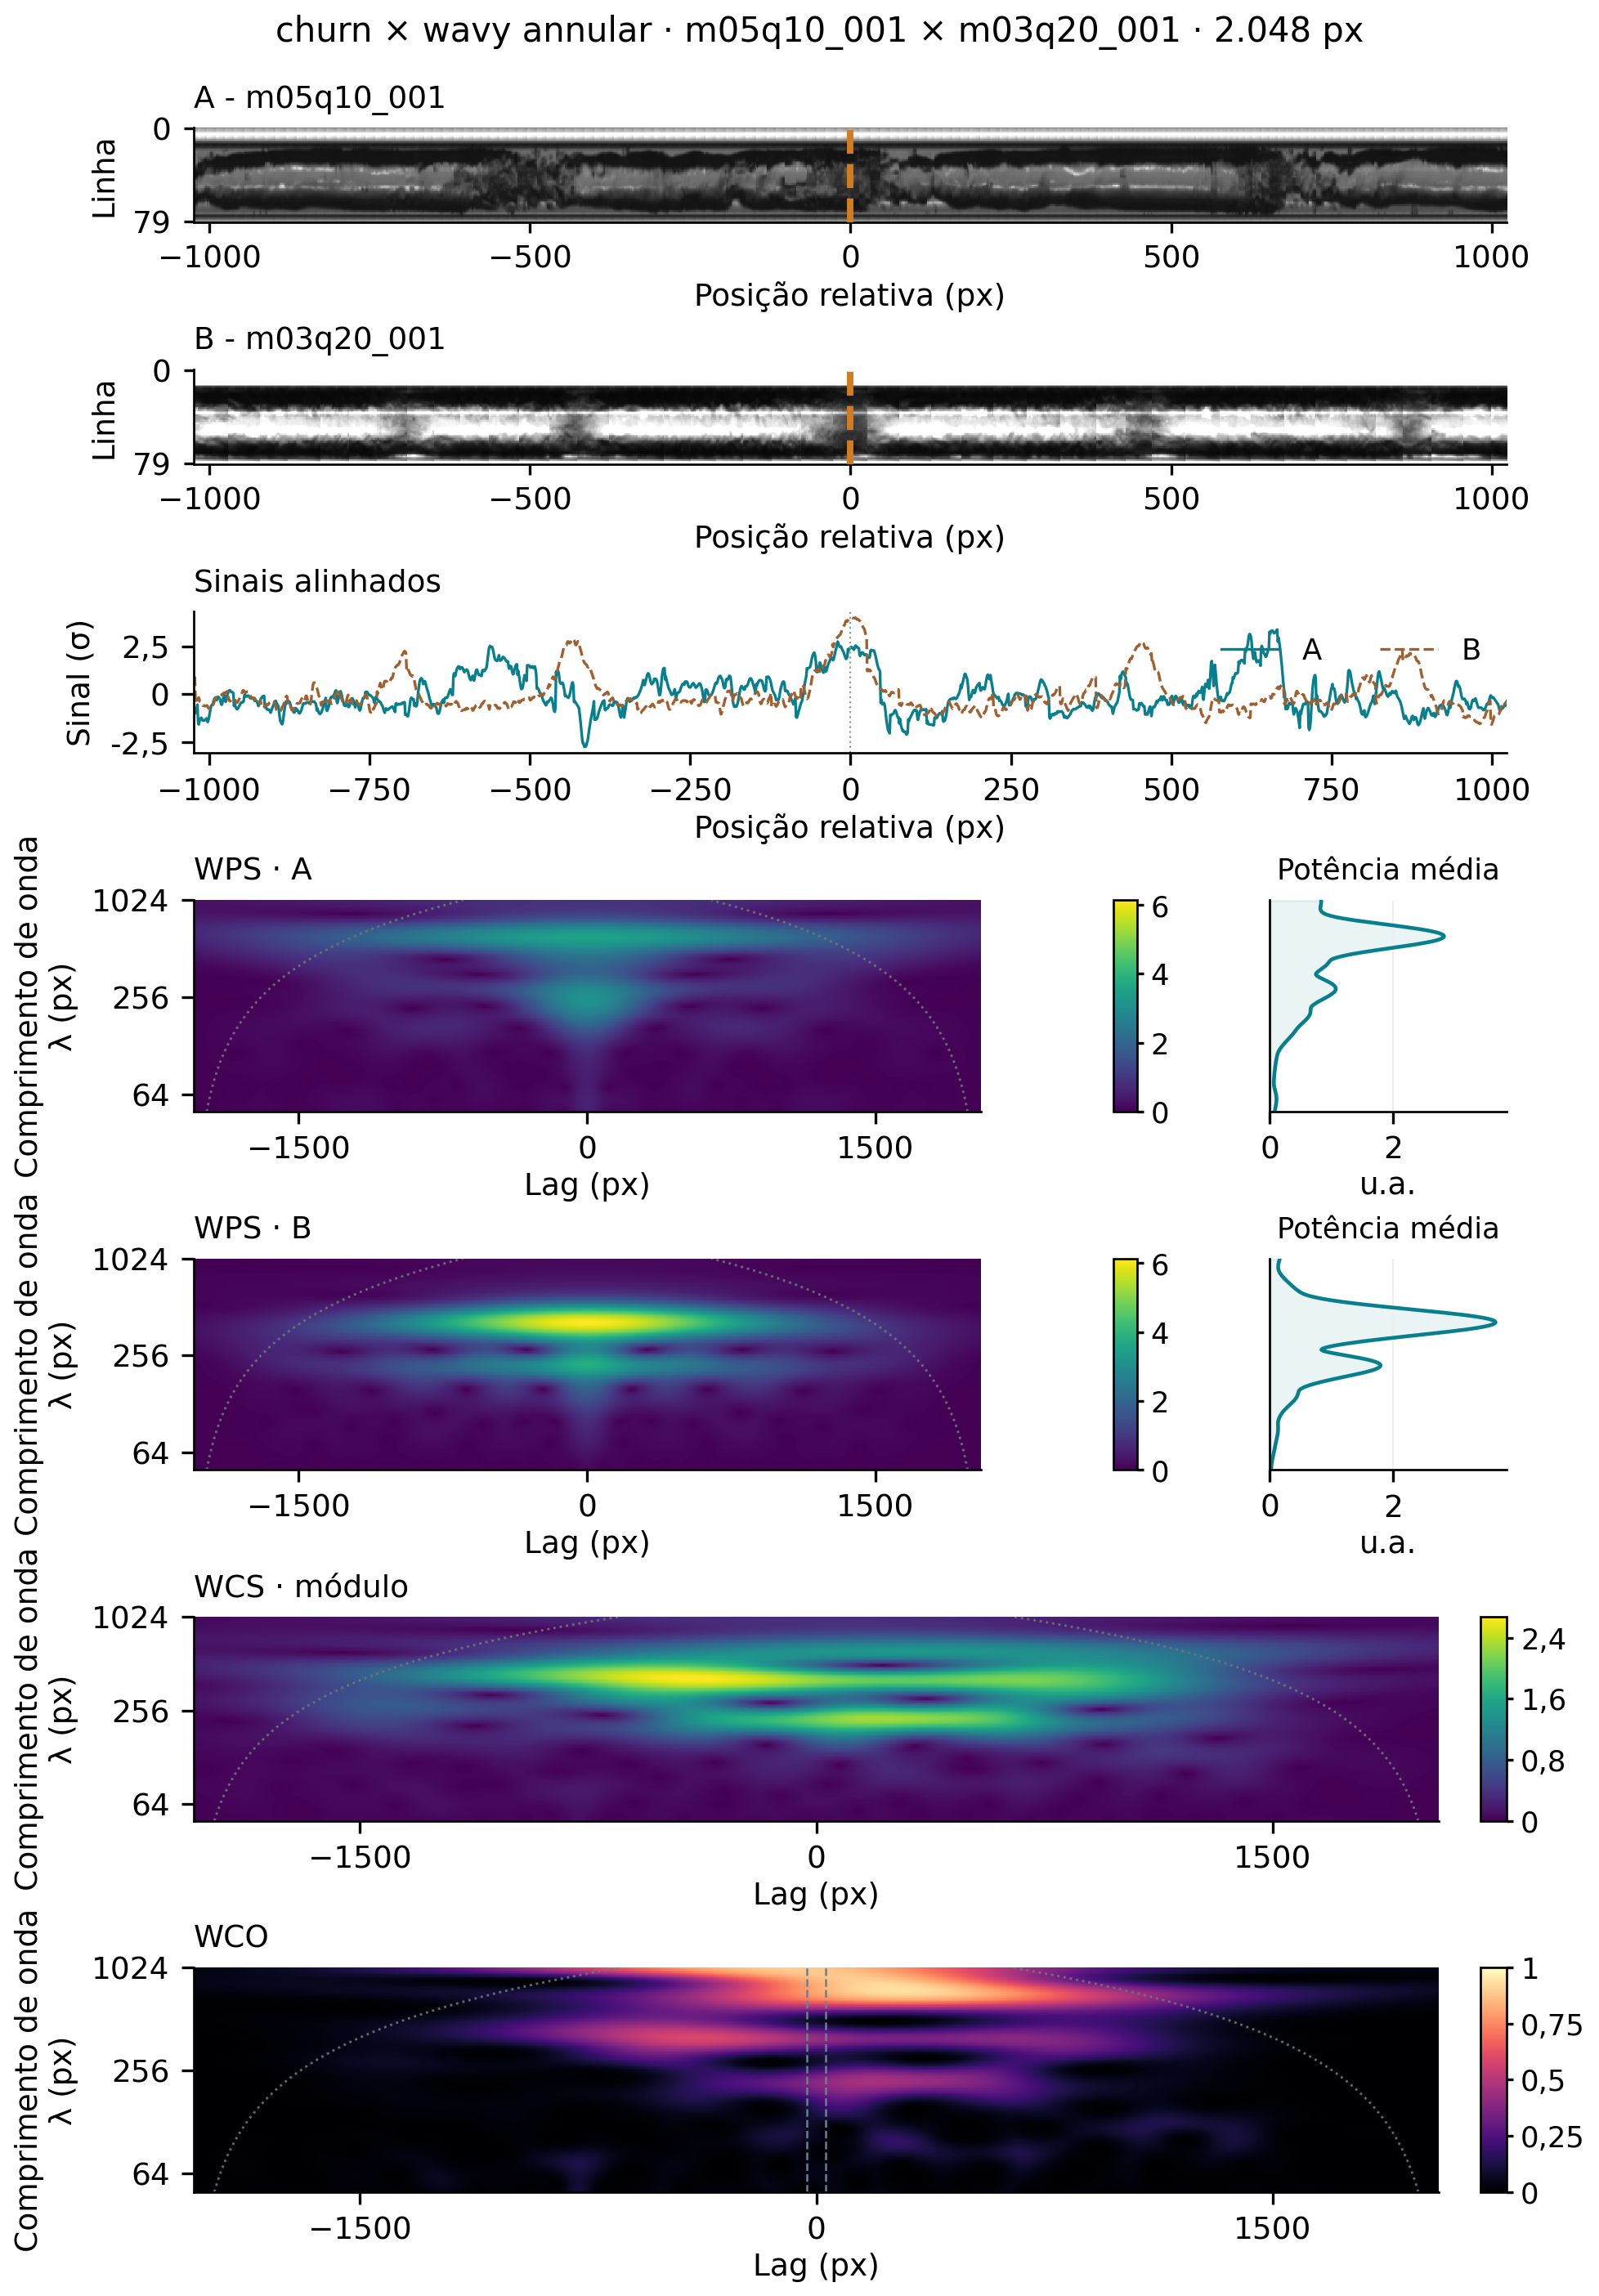 churn × wavy annular · m05q10_001 × m03q20_001 · 2.048 px
A - m05q10_001
Linha
0
79
−1000 −500 0 500 1000
Posição relativa (px)
B - m03q20_001
Linha
0
79
−1000 −500 0 500 1000
Posição relativa (px)
Sinais alinhados
Sinal (σ)
2,5
0
-2,5
A B
−1000 −750 −500 −250 0 250 500 750 1000
Posição relativa (px)
WPS · A
Comprimento de onda
λ (px)
1024
256
64
−1500 0 1500
Lag (px)
6
4
2
0
Potência média
0 2
u.a.
WPS · B
Comprimento de onda
λ (px)
1024
256
64
−1500 0 1500
Lag (px)
6
4
2
0
Potência média
0 2
u.a.
WCS · módulo
Comprimento de onda
λ (px)
1024
256
64
−1500 0 1500
Lag (px)
2,4
1,6
0,8
0
WCO
Comprimento de onda
λ (px)
1024
256
64
−1500 0 1500
Lag (px)
1
0,75
0,5
0,25
0